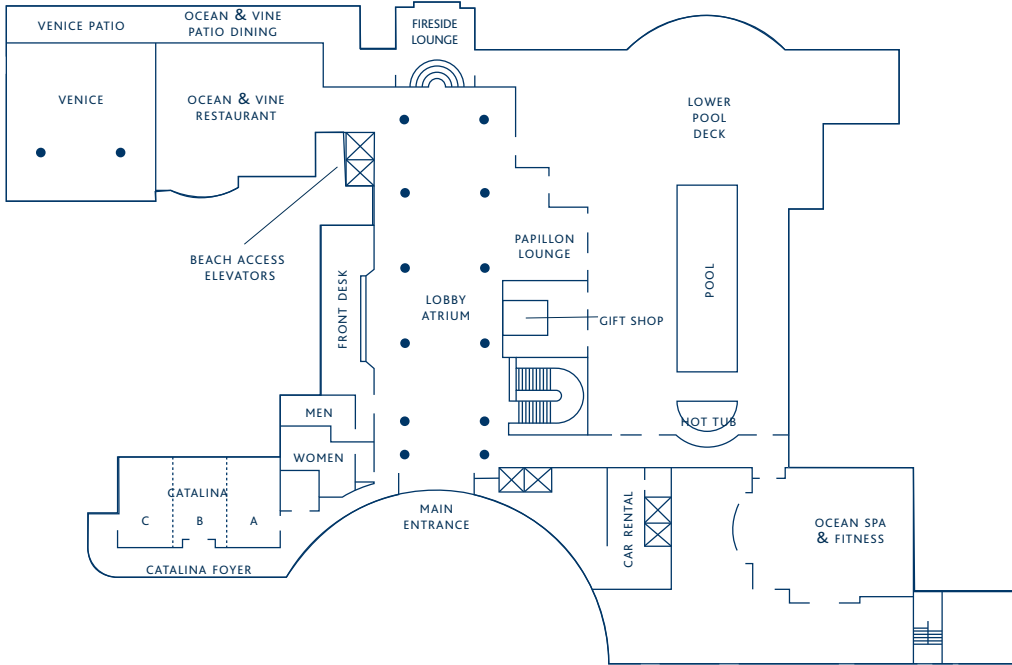 VENICE PATIO
OCEAN & VINE
PATIO DINING
FIRESIDE
LOUNGE
VENICE
OCEAN & VINE
RESTAURANT
LOWER
POOL
DECK
BEACH ACCESS
ELEVATORS
PAPILLON
LOUNGE
FRONT DESK
LOBBY
ATRIUM
POOL
GIFT SHOP
MEN
HOT TUB
WOMEN
CATALINA
C
B
A
MAIN
ENTRANCE
CAR RENTAL
OCEAN SPA
& FITNESS
CATALINA FOYER